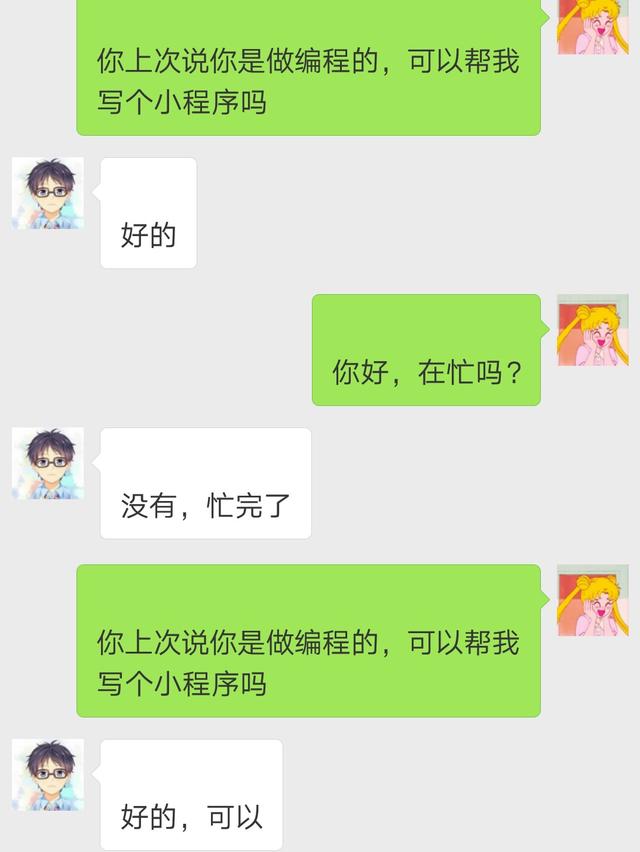 你上次说你是做编程的，可以帮我
写个小程序吗
好的
你好，在忙吗？
没有，忙完了
你上次说你是做编程的，可以帮我
写个小程序吗
好的，可以